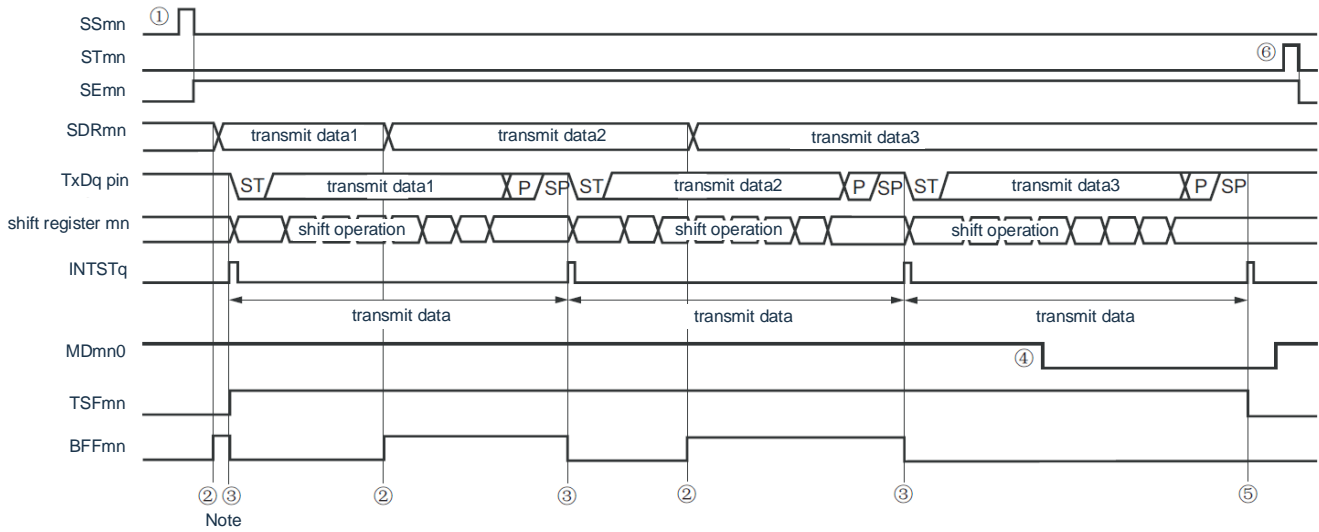 SSmn ①
STmn ⑥
SEmn
SDRmn transmit data1 transmit data2 transmit data3
TxDq pin ST transmit data1 P SP ST transmit data2 P SP ST transmit data3 P SP
shift register mn shift operation shift operation shift operation
INTSTq
transmit data transmit data transmit data
MDmn0 ④
TSFmn
BFFmn
② ③ ② ③ ② ③ ⑤
Note